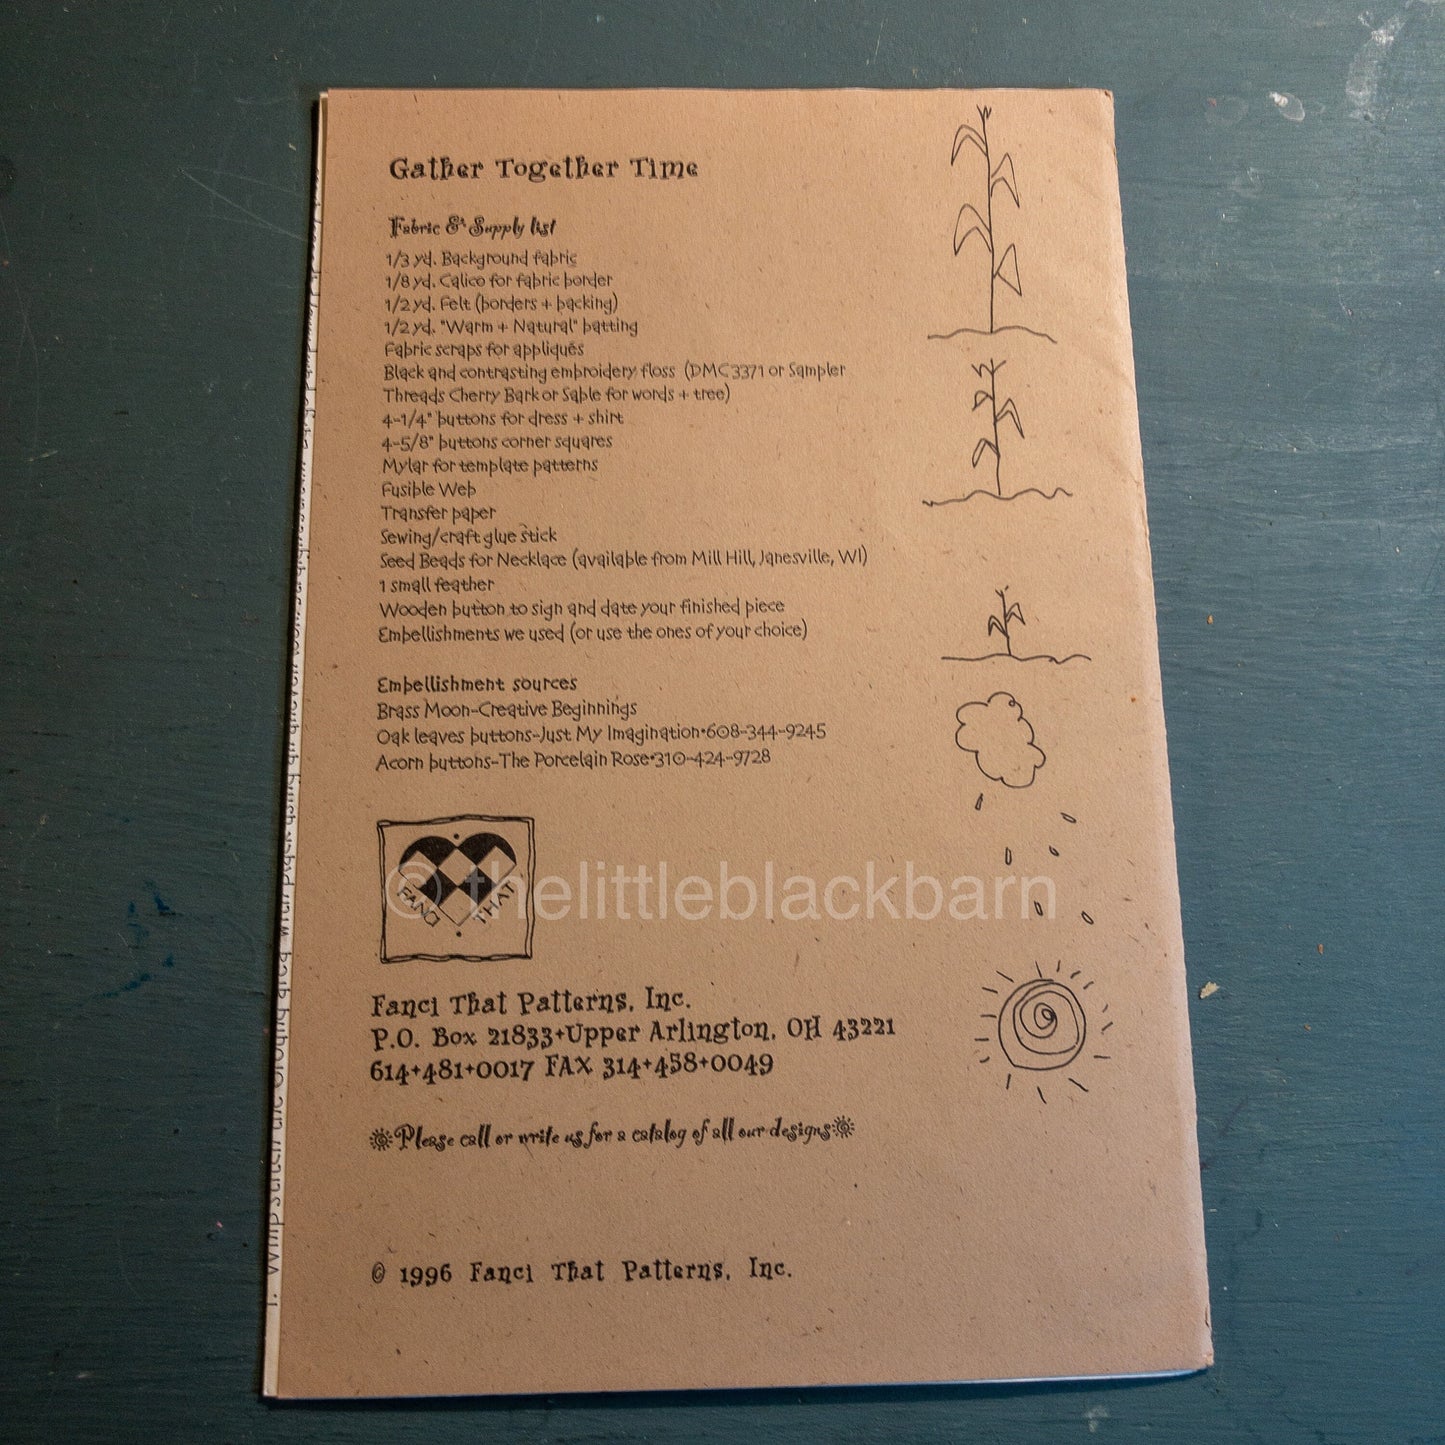 Gather Together Time
Fabric & Supply list
1/3 yd. Background fabric
1/8 yd. Calico for fabric border
1/2 yd. Felt (borders + backing)
1/2 yd. "Warm + Natural" batting
Fabric scraps for appliqués
Black and contrasting embroidery floss (DMC 3371 or Sampler
Threads Cherry Bark or Sable for words + tree)
4-1/4" buttons for dress + shirt
4-5/8" buttons corner squares
Mylar for template patterns
Fusible Web
Transfer paper
Sewing/craft glue stick
Seed Beads for Necklace (available from Mill Hill, Janesville, WI)
1 small feather
Wooden button to sign and date your finished piece
Embellishments we used (or use the ones of your choice)
Embellishment sources
Brass Moon-Creative Beginnings
Oak leaves buttons-Just My Imagination•608-344-9245
Acorn buttons-The Porcelain Rose•310-424-9728
FANCI THAT
© thelittleblackbarn
Fanci That Patterns, Inc.
P.O. Box 21833+Upper Arlington, OH 43221
614+481+0017 FAX 314+458+0049
Please call or write us for a catalog of all our designs
© 1996 Fanci That Patterns, Inc.